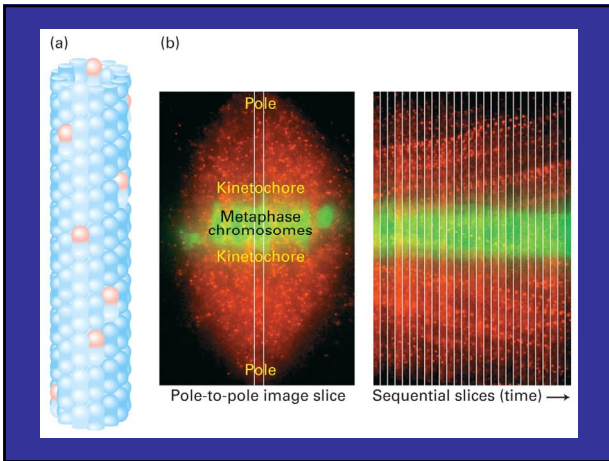 (a)
(b)
Pole
Kinetochore
Metaphase
chromosomes
Kinetochore
Pole
Pole-to-pole image slice
Sequential slices (time) →